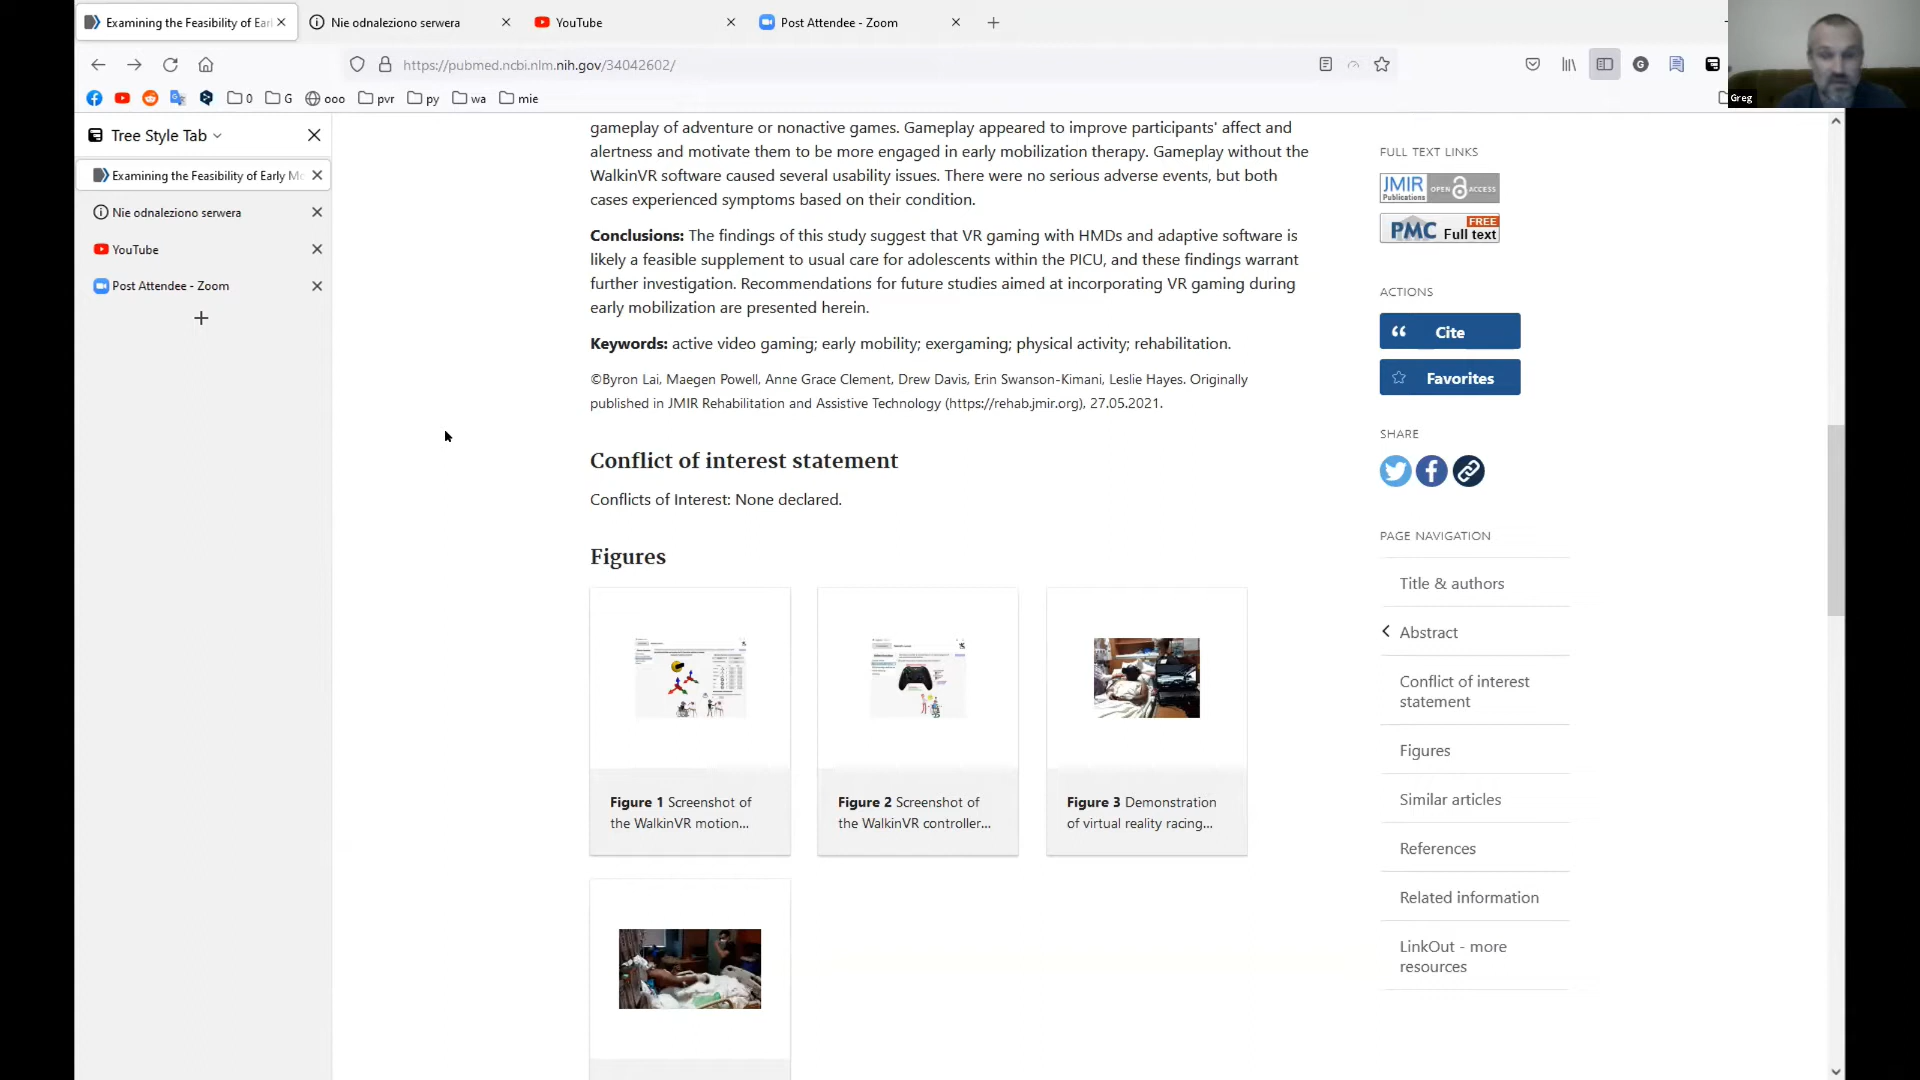 Examining the Feasibility of Earl
Nie odnaleziono serwera
YouTube
Post Attendee - Zoom
https://pubmed.ncbi.nlm.nih.gov/34042602/
G
0
G
ooo
pvr
py
wa
mie
Greg
Tree Style Tab
Examining the Feasibility of Early Mo
Nie odnaleziono serwera
YouTube
Post Attendee - Zoom
gameplay of adventure or nonactive games. Gameplay appeared to improve participants' affect and
alertness and motivate them to be more engaged in early mobilization therapy. Gameplay without the
WalkinVR software caused several usability issues. There were no serious adverse events, but both
cases experienced symptoms based on their condition.
Conclusions: The findings of this study suggest that VR gaming with HMDs and adaptive software is
likely a feasible supplement to usual care for adolescents within the PICU, and these findings warrant
further investigation. Recommendations for future studies aimed at incorporating VR gaming during
early mobilization are presented herein.
Keywords: active video gaming; early mobility; exergaming; physical activity; rehabilitation.
©Byron Lai, Maegen Powell, Anne Grace Clement, Drew Davis, Erin Swanson-Kimani, Leslie Hayes. Originally
published in JMIR Rehabilitation and Assistive Technology (https://rehab.jmir.org), 27.05.2021.
Conflict of interest statement
Conflicts of Interest: None declared.
Figures
Figure 1 Screenshot of
the WalkinVR motion...
Figure 2 Screenshot of
the WalkinVR controller...
Figure 3 Demonstration
of virtual reality racing...
FULL TEXT LINKS
JMIR Publications OPEN ACCESS
PMC FREE Full text
ACTIONS
Cite
Favorites
SHARE
PAGE NAVIGATION
Title & authors
Abstract
Conflict of interest
statement
Figures
Similar articles
References
Related information
LinkOut - more
resources